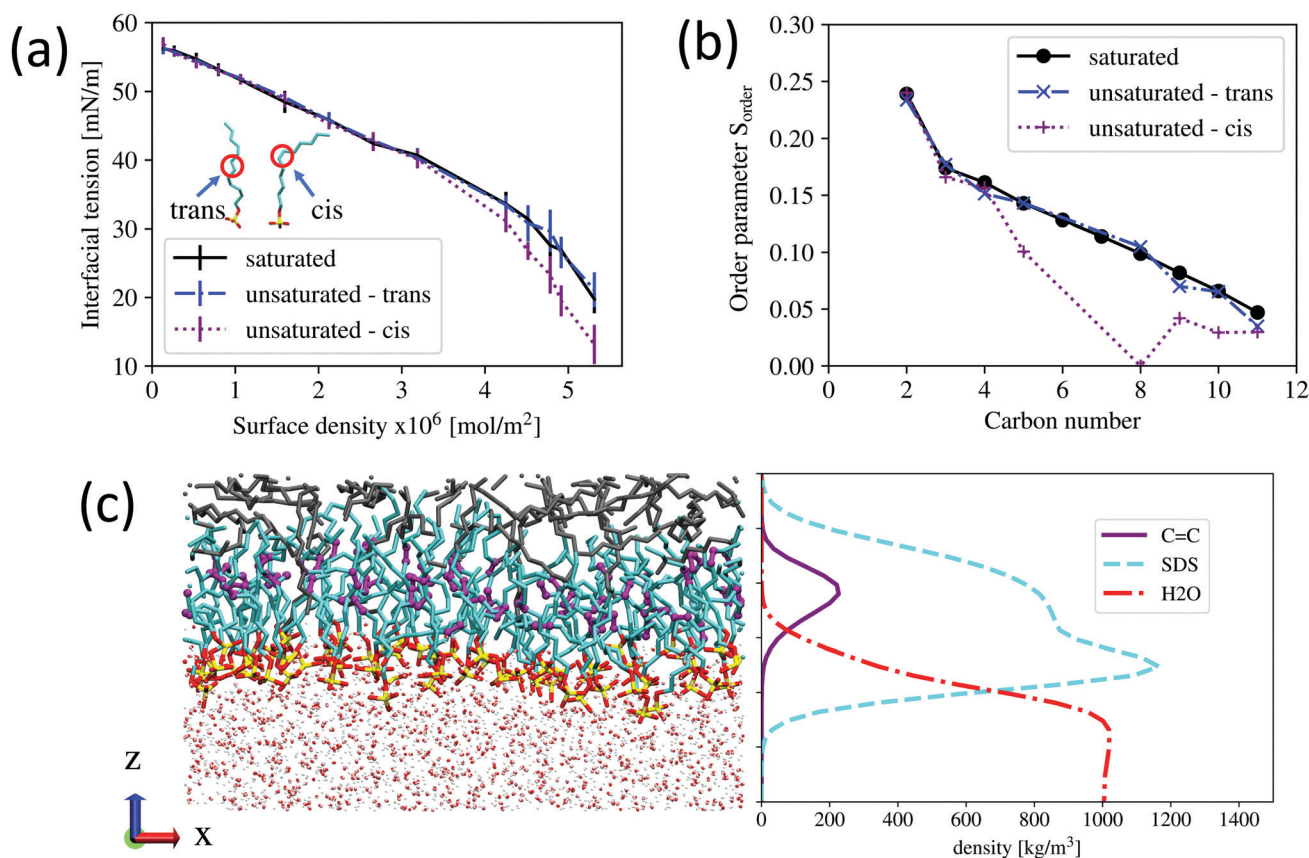 (a)
60
50
40
30
20
10
Interfacial tension [mN/m]
trans
cis
saturated
unsaturated - trans
unsaturated - cis
0
1
2
3
4
5
Surface density x10⁶ [mol/m²]
(b)
0.30
0.25
0.20
0.15
0.10
0.05
0.00
Order parameter Sorder
saturated
unsaturated - trans
unsaturated - cis
0
2
4
6
8
10
12
Carbon number
(c)
Z
X
C=C
SDS
H2O
0
200
400
600
800
1000
1200
1400
density [kg/m³]